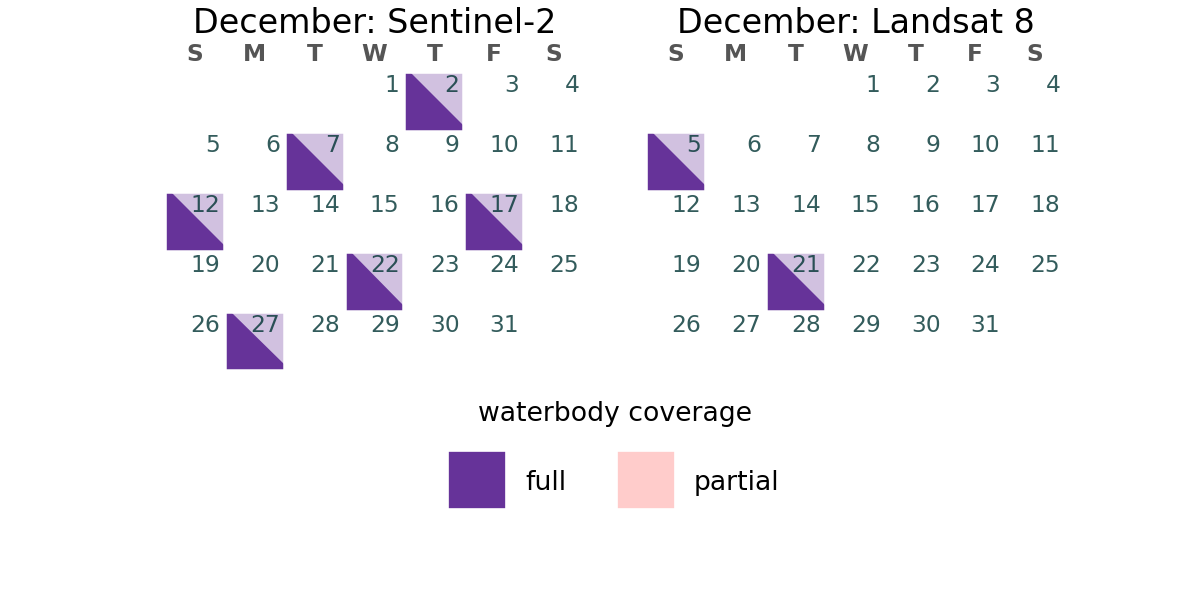 December: Sentinel-2
S M T W T F S
1 2 3 4
5 6 7 8 9 10 11
12 13 14 15 16 17 18
19 20 21 22 23 24 25
26 27 28 29 30 31
December: Landsat 8
S M T W T F S
1 2 3 4
5 6 7 8 9 10 11
12 13 14 15 16 17 18
19 20 21 22 23 24 25
26 27 28 29 30 31
waterbody coverage
full
partial